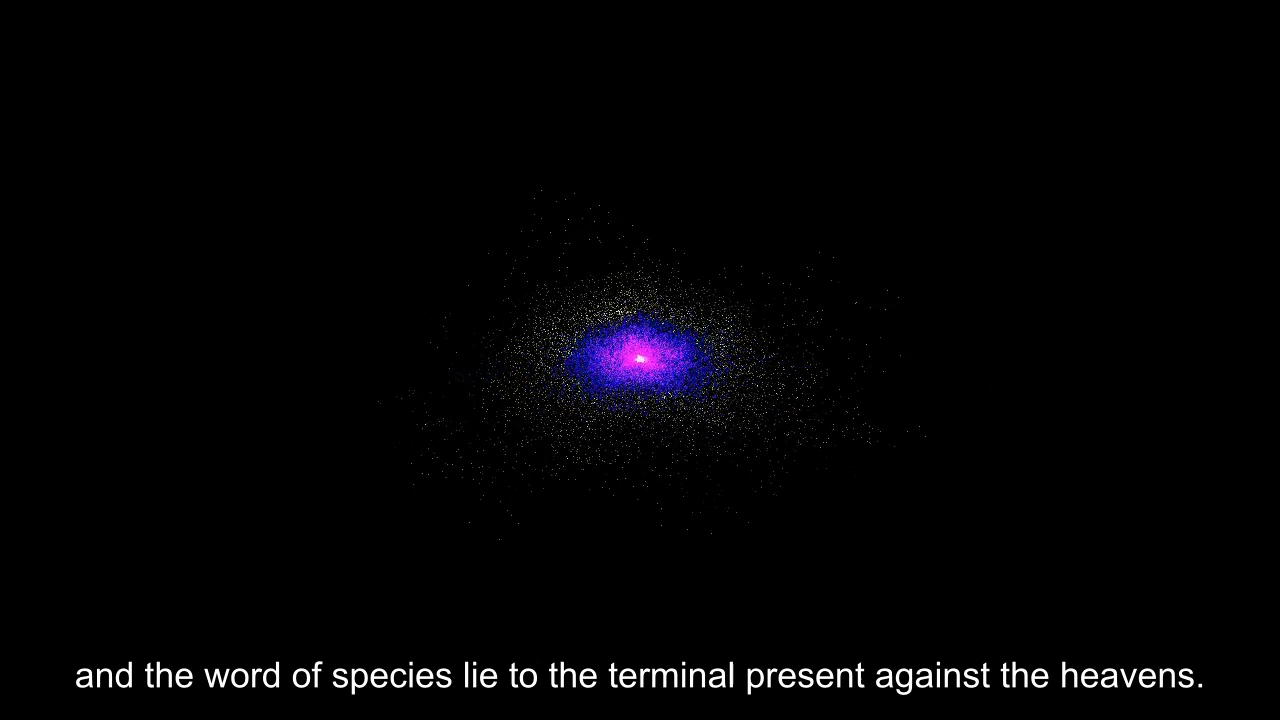 and the word of species lie to the terminal present against the heavens.